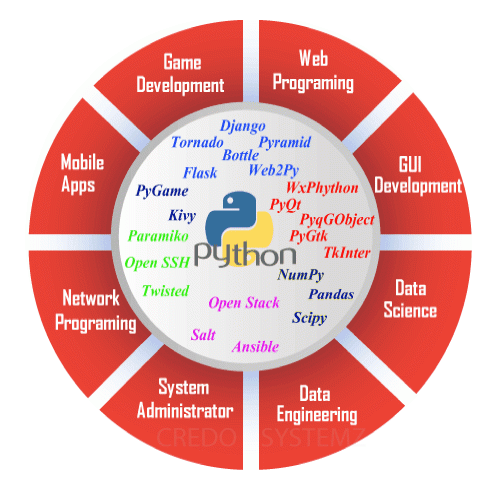 Game
Development
Web
Programing
Mobile
Apps
GUI
Development
Network
Programing
Data
Science
System
Administrator
Data
Engineering
Django
Tornado
Pyramid
Bottle
Flask
Web2Py
PyGame
WxPhython
Kivy
PyQt
PyqGObject
Paramiko
PyGtk
TkInter
python
Open SSH
NumPy
Twisted
Pandas
Open Stack
Scipy
Salt
Ansible
CREDO SYSTEMZ